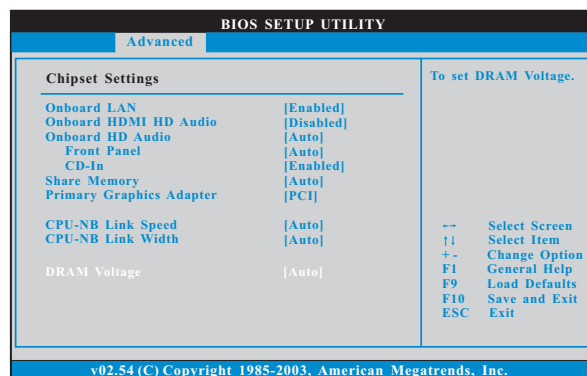 BIOS SETUP UTILITY
Advanced
Chipset Settings
Onboard LAN [Enabled]
Onboard HDMI HD Audio [Disabled]
Onboard HD Audio [Auto]
Front Panel [Auto]
CD-In [Enabled]
Share Memory [Auto]
Primary Graphics Adapter [PCI]
CPU-NB Link Speed [Auto]
CPU-NB Link Width [Auto]
DRAM Voltage [Auto]
To set DRAM Voltage.
←→ Select Screen
↑↓ Select Item
+ - Change Option
F1 General Help
F9 Load Defaults
F10 Save and Exit
ESC Exit
v02.54 (C) Copyright 1985-2003, American Megatrends, Inc.